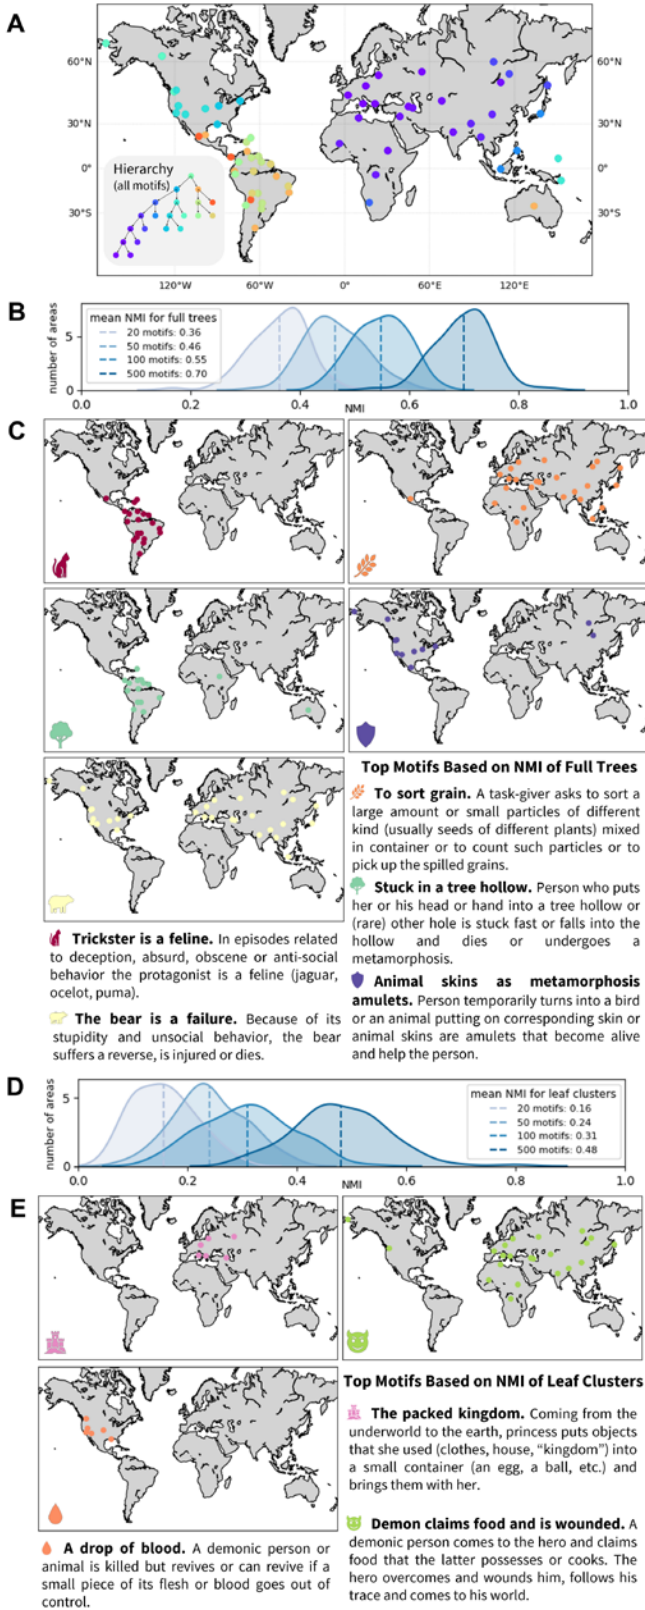 A
60°N
30°N
0°
30°S
Hierarchy
(all motifs)
120°W
60°W
0°
60°E
120°E
B
number of areas
5
0
mean NMI for full trees
20 motifs: 0.36
50 motifs: 0.46
100 motifs: 0.55
500 motifs: 0.70
0.0
0.2
0.4
0.6
0.8
1.0
NMI
C
Top Motifs Based on NMI of Full Trees
To sort grain. A task-giver asks to sort a
large amount or small particles of different
kind (usually seeds of different plants) mixed
in container or to count such particles or to
pick up the spilled grains.
Stuck in a tree hollow. Person who puts
her or his head or hand into a tree hollow or
(rare) other hole is stuck fast or falls into the
hollow and dies or undergoes a
metamorphosis.
Animal skins as metamorphosis
amulets. Person temporarily turns into a bird
or an animal putting on corresponding skin or
animal skins are amulets that become alive
and help the person.
Trickster is a feline. In episodes related
to deception, absurd, obscene or anti-social
behavior the protagonist is a feline (jaguar,
ocelot, puma).
The bear is a failure. Because of its
stupidity and unsocial behavior, the bear
suffers a reverse, is injured or dies.
D
number of areas
5
0
mean NMI for leaf clusters
20 motifs: 0.16
50 motifs: 0.24
100 motifs: 0.31
500 motifs: 0.48
0.0
0.2
0.4
0.6
0.8
1.0
NMI
E
Top Motifs Based on NMI of Leaf Clusters
The packed kingdom. Coming from the
underworld to the earth, princess puts objects
that she used (clothes, house, “kingdom”) into
a small container (an egg, a ball, etc.) and
brings them with her.
Demon claims food and is wounded. A
demonic person comes to the hero and claims
food that the latter possesses or cooks. The
hero overcomes and wounds him, follows his
trace and comes to his world.
A drop of blood. A demonic person or
animal is killed but revives or can revive if a
small piece of its flesh or blood goes out of
control.